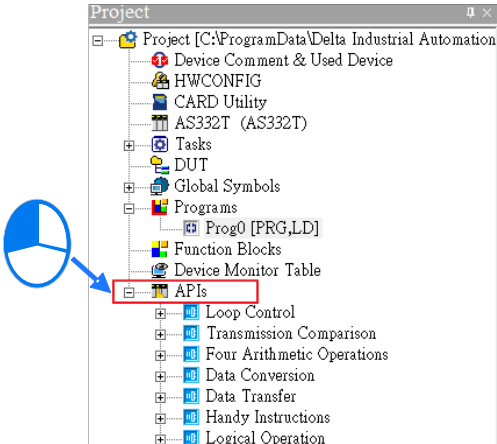 Project
Project [C:\ProgramData\Delta Industrial Automation
Device Comment & Used Device
HWCONFIG
CARD Utility
AS332T (AS332T)
Tasks
DUT
Global Symbols
Programs
Prog0 [PRG,LD]
Function Blocks
Device Monitor Table
APIs
Loop Control
Transmission Comparison
Four Arithmetic Operations
Data Conversion
Data Transfer
Handy Instructions
Logical Operation